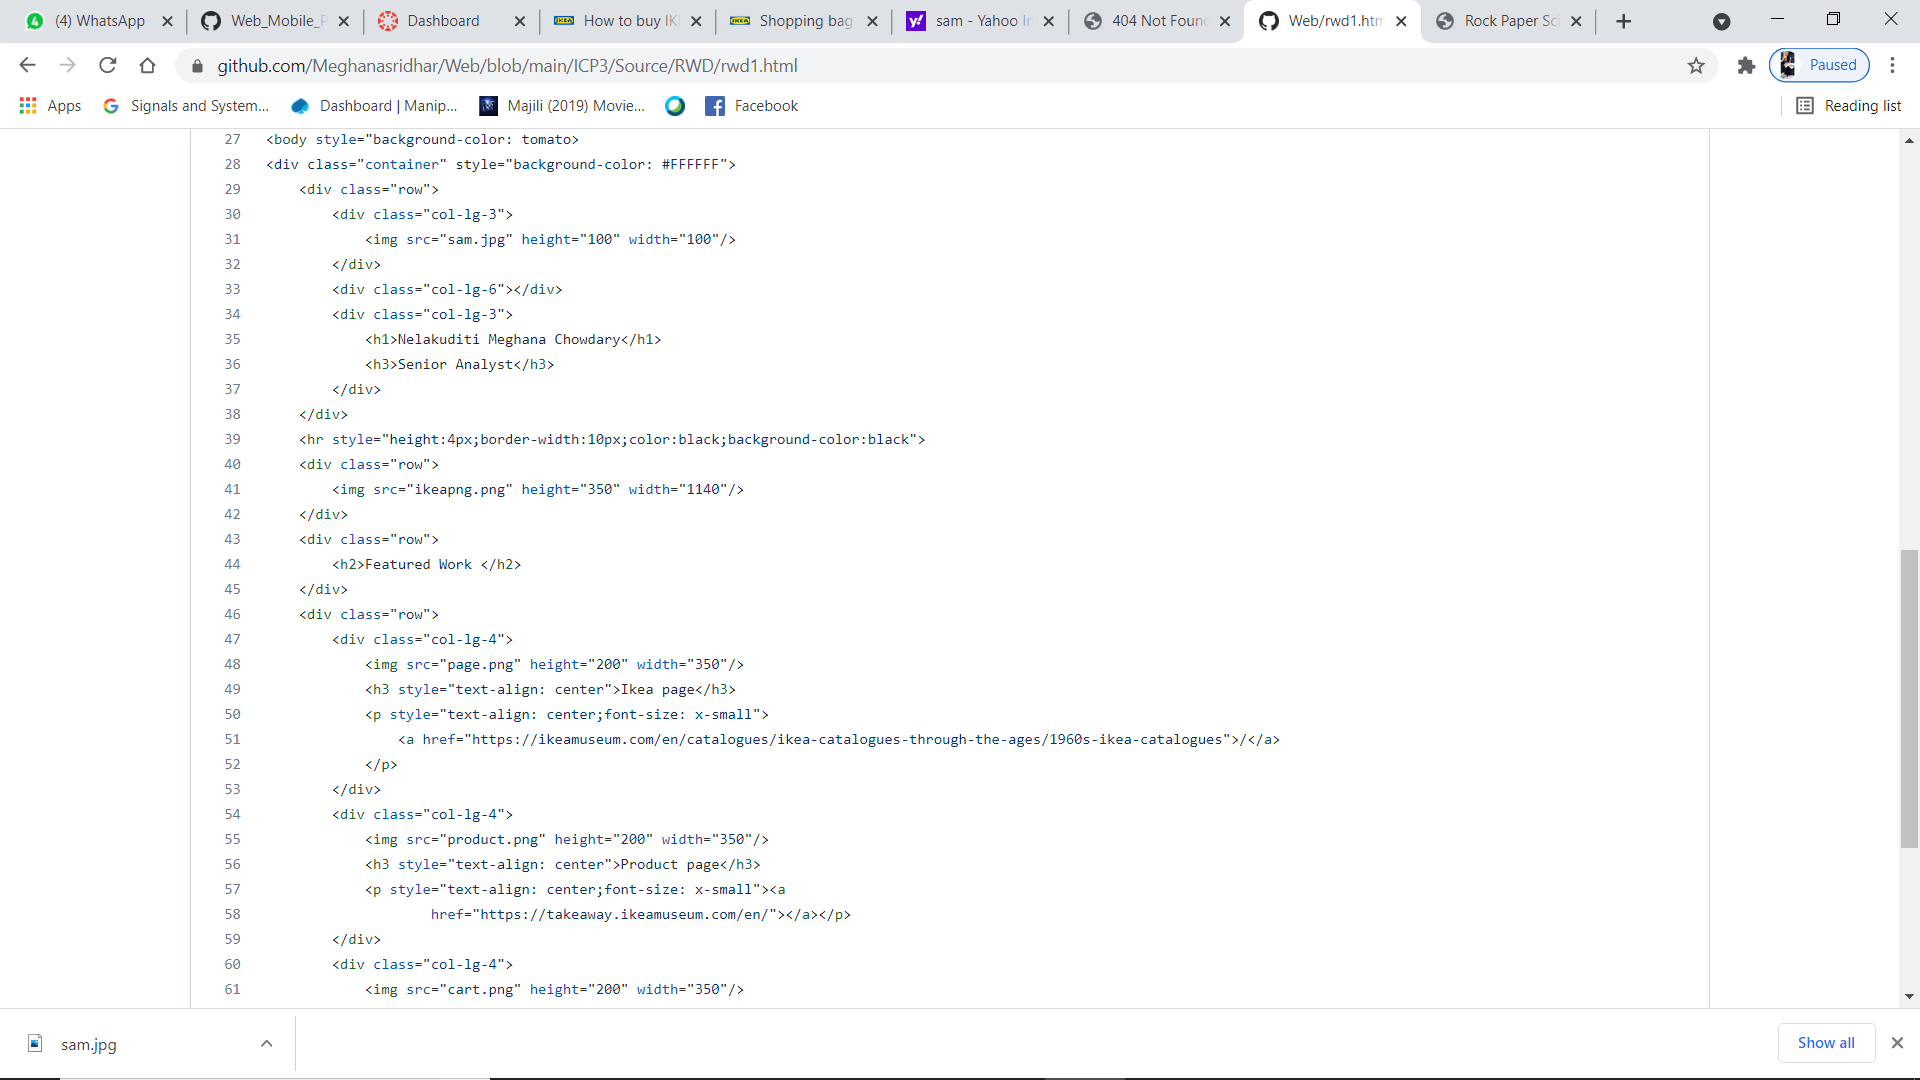 (4) WhatsApp
Web_Mobile_P
Dashboard
How to buy IK
Shopping bag
sam - Yahoo Ir
404 Not Foun
Web/rwd1.htm
Rock Paper Sc
github.com/Meghanasridhar/Web/blob/main/ICP3/Source/RWD/rwd1.html
Paused
Apps
Signals and System...
Dashboard | Manip...
Majili (2019) Movie...
Facebook
Reading list
27 <body style="background-color: tomato>
28 <div class="container" style="background-color: #FFFFFF">
29 <div class="row">
30 <div class="col-lg-3">
31 <img src="sam.jpg" height="100" width="100"/>
32 </div>
33 <div class="col-lg-6"></div>
34 <div class="col-lg-3">
35 <h1>Nelakuditi Meghana Chowdary</h1>
36 <h3>Senior Analyst</h3>
37 </div>
38 </div>
39 <hr style="height:4px;border-width:10px;color:black;background-color:black">
40 <div class="row">
41 <img src="ikeapng.png" height="350" width="1140"/>
42 </div>
43 <div class="row">
44 <h2>Featured Work </h2>
45 </div>
46 <div class="row">
47 <div class="col-lg-4">
48 <img src="page.png" height="200" width="350"/>
49 <h3 style="text-align: center">Ikea page</h3>
50 <p style="text-align: center;font-size: x-small">
51 <a href="https://ikeamuseum.com/en/catalogues/ikea-catalogues-through-the-ages/1960s-ikea-catalogues">/</a>
52 </p>
53 </div>
54 <div class="col-lg-4">
55 <img src="product.png" height="200" width="350"/>
56 <h3 style="text-align: center">Product page</h3>
57 <p style="text-align: center;font-size: x-small"><a
58 href="https://takeaway.ikeamuseum.com/en/"></a></p>
59 </div>
60 <div class="col-lg-4">
61 <img src="cart.png" height="200" width="350"/>
sam.jpg
Show all